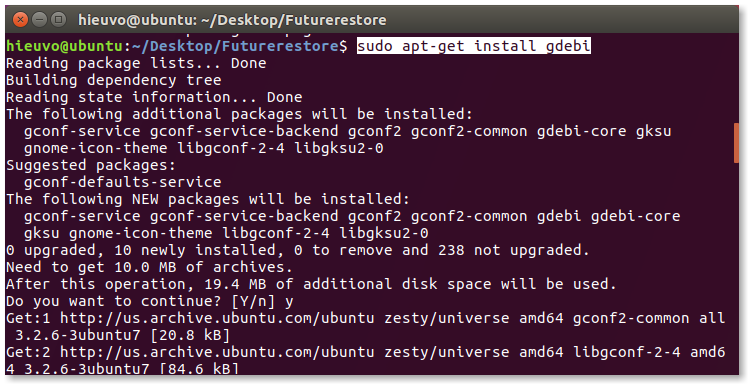 hieuvo@ubuntu: ~/Desktop/Futurerestore
hieuvo@ubuntu:~/Desktop/Futurerestore$ sudo apt-get install gdebi
Reading package lists... Done
Building dependency tree
Reading state information... Done
The following additional packages will be installed:
  gconf-service gconf-service-backend gconf2 gconf2-common gdebi-core gksu
  gnome-icon-theme libgconf-2-4 libgksu2-0
Suggested packages:
  gconf-defaults-service
The following NEW packages will be installed:
  gconf-service gconf-service-backend gconf2 gconf2-common gdebi gdebi-core
  gksu gnome-icon-theme libgconf-2-4 libgksu2-0
0 upgraded, 10 newly installed, 0 to remove and 238 not upgraded.
Need to get 10.0 MB of archives.
After this operation, 19.4 MB of additional disk space will be used.
Do you want to continue? [Y/n] y
Get:1 http://us.archive.ubuntu.com/ubuntu zesty/universe amd64 gconf2-common all
 3.2.6-3ubuntu7 [20.8 kB]
Get:2 http://us.archive.ubuntu.com/ubuntu zesty/universe amd64 libgconf-2-4 amd6
4 3.2.6-3ubuntu7 [84.6 kB]